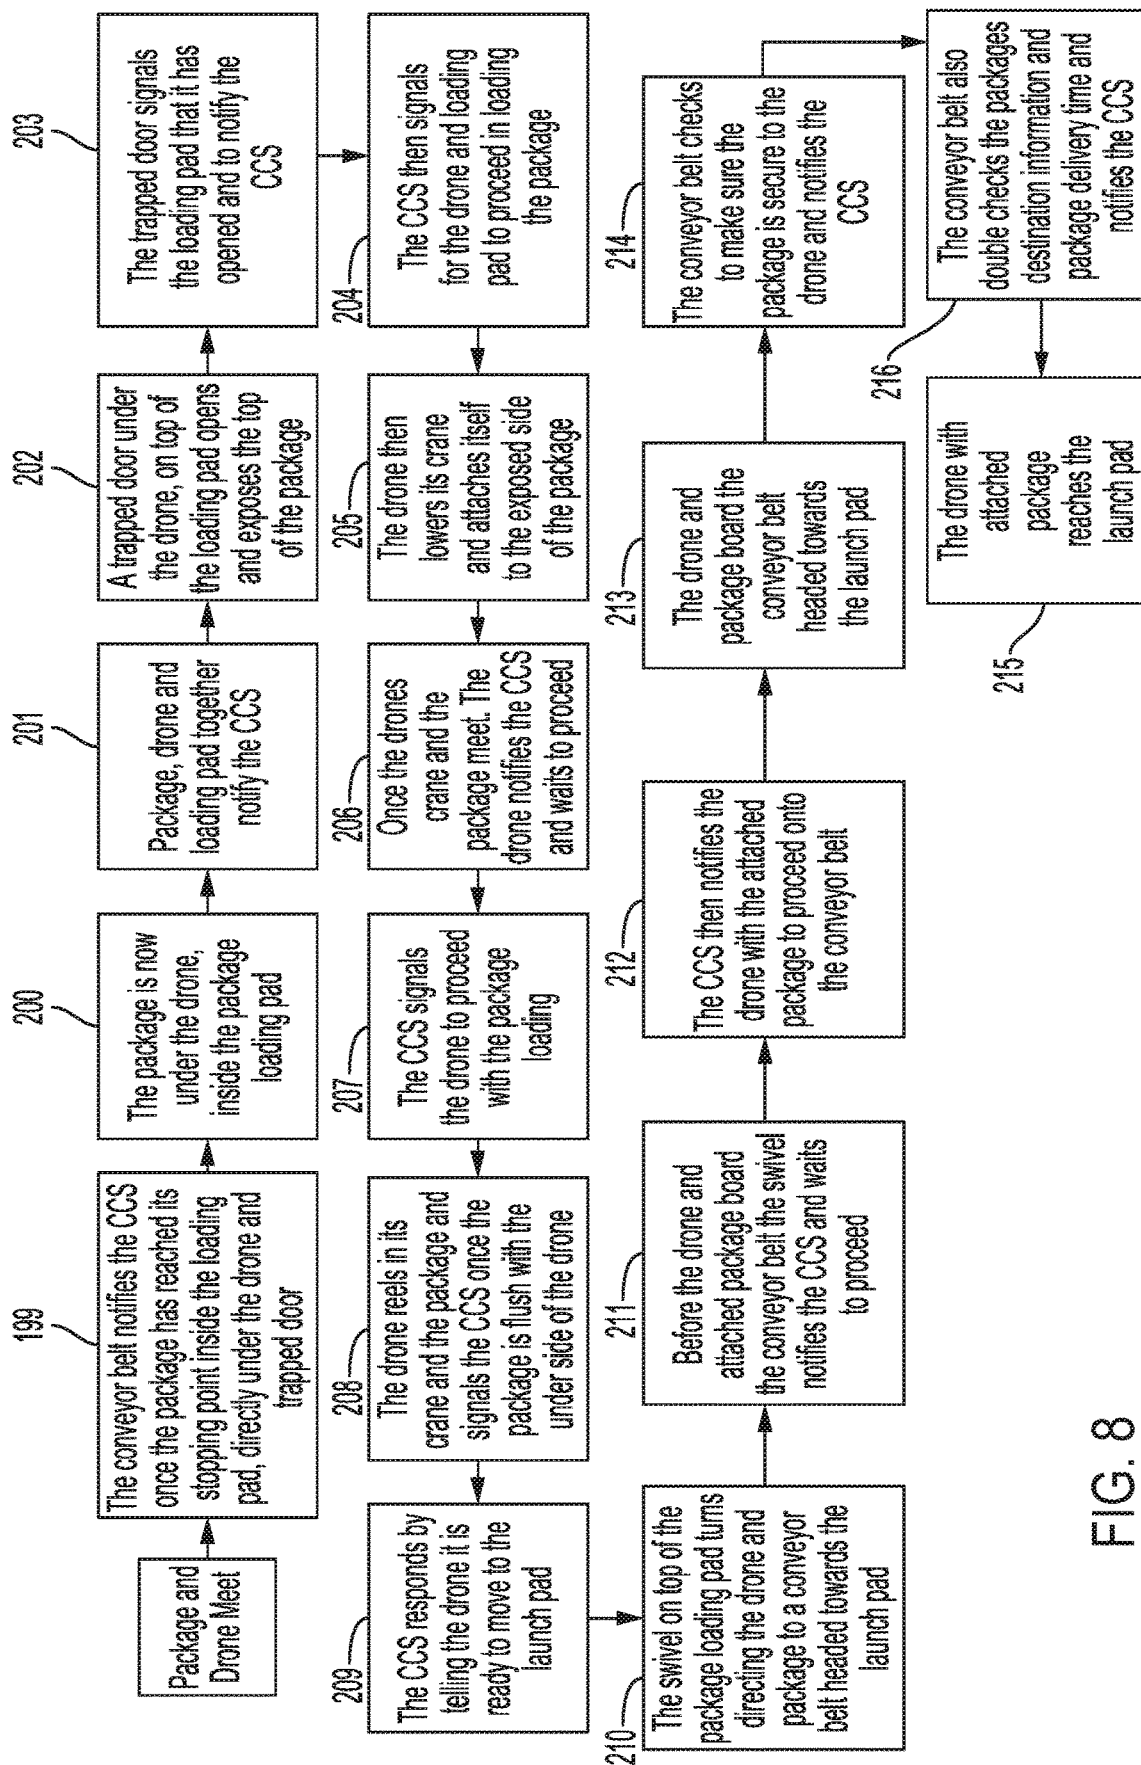 Package and
Drone Meet
199
The conveyor belt notifies the CCS
once the package has reached its
stopping point inside the loading
pad, directly under the drone and
trapped door
200
The package is now
under the drone,
inside the package
loading pad
201
Package, drone and
loading pad together
notify the CCS
202
A trapped door under
the drone, on top of
the loading pad opens
and exposes the top
of the package
203
The trapped door signals
the loading pad that it has
opened and to notify the
CCS
204
The CCS then signals
for the drone and loading
pad to proceed in loading
the package
205
The drone then
lowers its crane
and attaches itself
to the exposed side
of the package
206
Once the drones
crane and the
package meet. The
drone notifies the CCS
and waits to proceed
207
The CCS signals
the drone to proceed
with the package
loading
208
The drone reels in its
crane and the package and
signals the CCS once the
package is flush with the
under side of the drone
209
The CCS responds by
telling the drone it is
ready to move to the
launch pad
210
The swivel on top of the
package loading pad turns
directing the drone and
package to a conveyor
belt headed towards the
launch pad
211
Before the drone and
attached package board
the conveyor belt the swivel
notifies the CCS and waits
to proceed
212
The CCS then notifies the
drone with the attached
package to proceed onto
the conveyor belt
213
The drone and
package board the
conveyor belt
headed towards
the launch pad
214
The conveyor belt checks
to make sure the
package is secure to the
drone and notifies the
CCS
216
The conveyor belt also
double checks the packages
destination information and
package delivery time and
notifies the CCS
215
The drone with
attached
package
reaches the
launch pad
FIG. 8